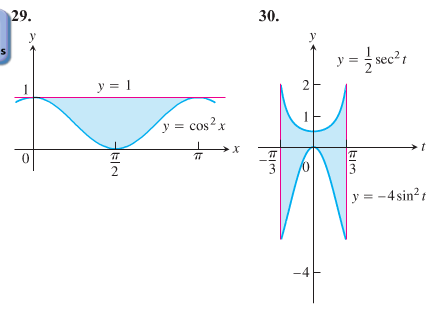 29.
y
s
1
y = 1
y = cos² x
0
π/2
π
x
30.
y
y = 1/2 sec² t
2
1
-π/3
0
π/3
t
y = -4 sin² t
-4